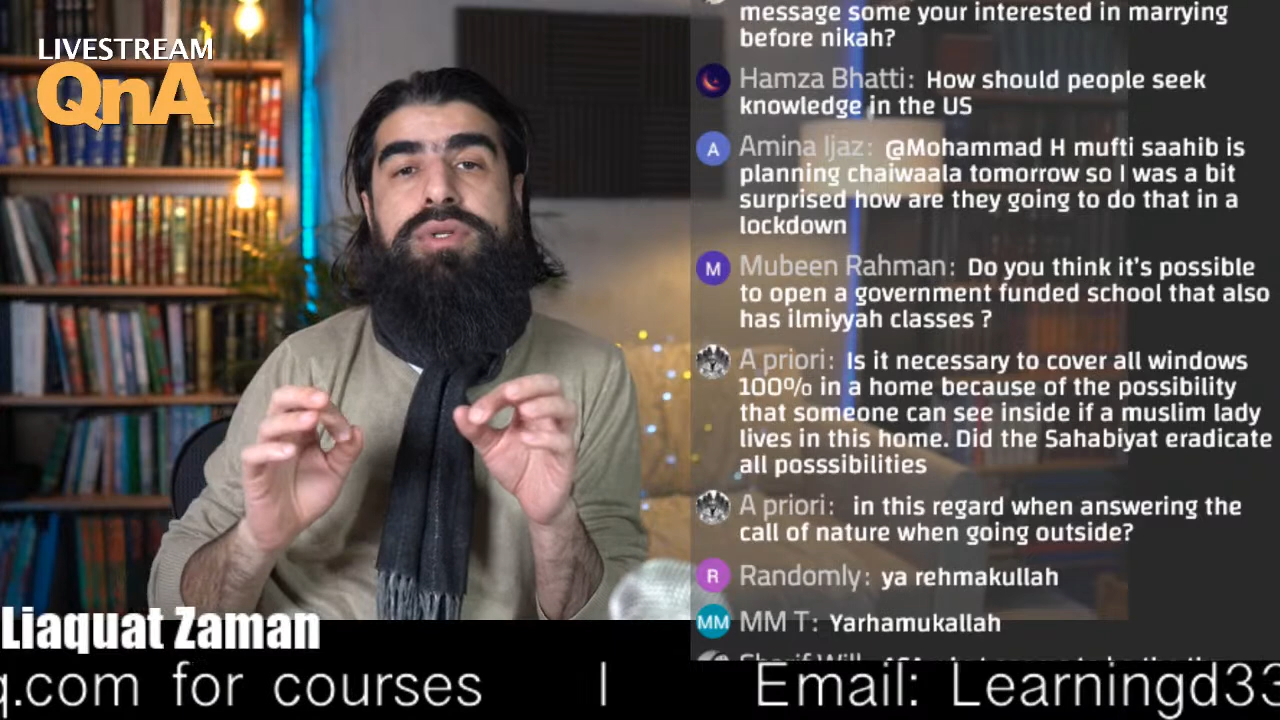 LIVESTREAM
QnA
message some your interested in marrying
before nikah?
Hamza Bhatti: How should people seek
knowledge in the US
A
Amina Ijaz: @Mohammad H mufti saahib is
planning chaiwaala tomorrow so I was a bit
surprised how are they going to do that in a
lockdown
M
Mubeen Rahman: Do you think it's possible
to open a government funded school that also
has ilmiyyah classes ?
A priori: Is it necessary to cover all windows
100% in a home because of the possibility
that someone can see inside if a muslim lady
lives in this home. Did the Sahabiyat eradicate
all posssibilities
A priori: in this regard when answering the
call of nature when going outside?
R
Randomly: ya rehmakullah
MM
MM T: Yarhamukallah
Liaquat Zaman
q.com for courses | Email: Learningd33